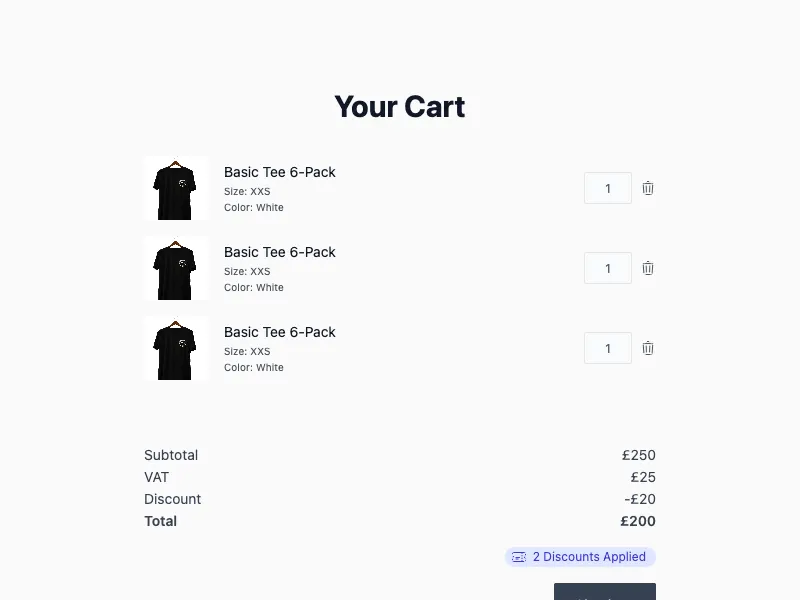 Your Cart
Basic Tee 6-Pack
Size: XXS
Color: White
1
Basic Tee 6-Pack
Size: XXS
Color: White
1
Basic Tee 6-Pack
Size: XXS
Color: White
1
Subtotal £250
VAT £25
Discount -£20
Total £200
2 Discounts Applied